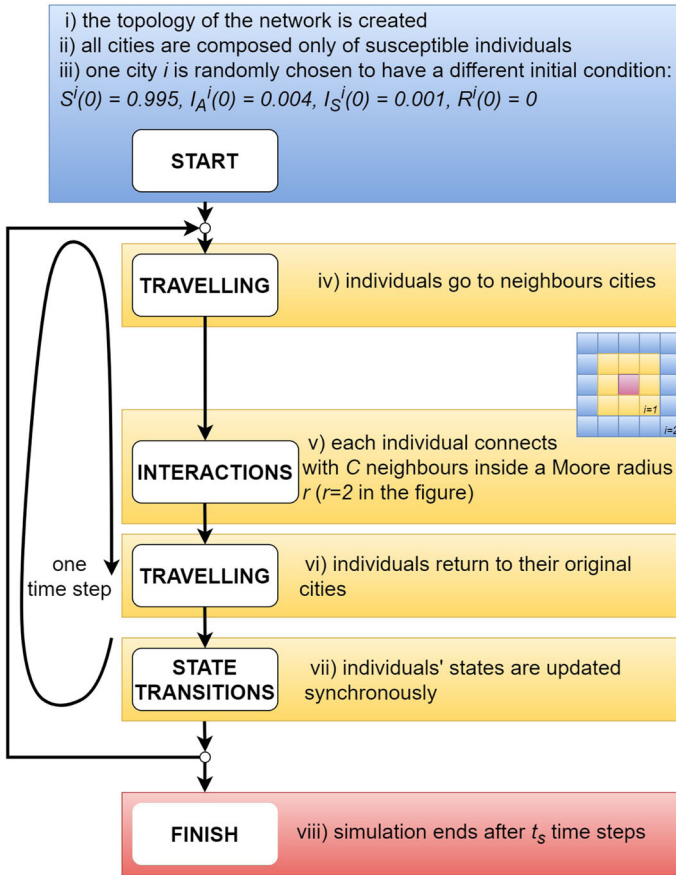 i) the topology of the network is created
ii) all cities are composed only of susceptible individuals
iii) one city i is randomly chosen to have a different initial condition:
S^i(0) = 0.995, I_A^i(0) = 0.004, I_S^i(0) = 0.001, R^i(0) = 0
START
TRAVELLING
iv) individuals go to neighbours cities
i=1
i=2
INTERACTIONS
v) each individual connects
with C neighbours inside a Moore radius
r (r=2 in the figure)
one
time step
TRAVELLING
vi) individuals return to their original
cities
STATE
TRANSITIONS
vii) individuals' states are updated
synchronously
FINISH
viii) simulation ends after t_s time steps